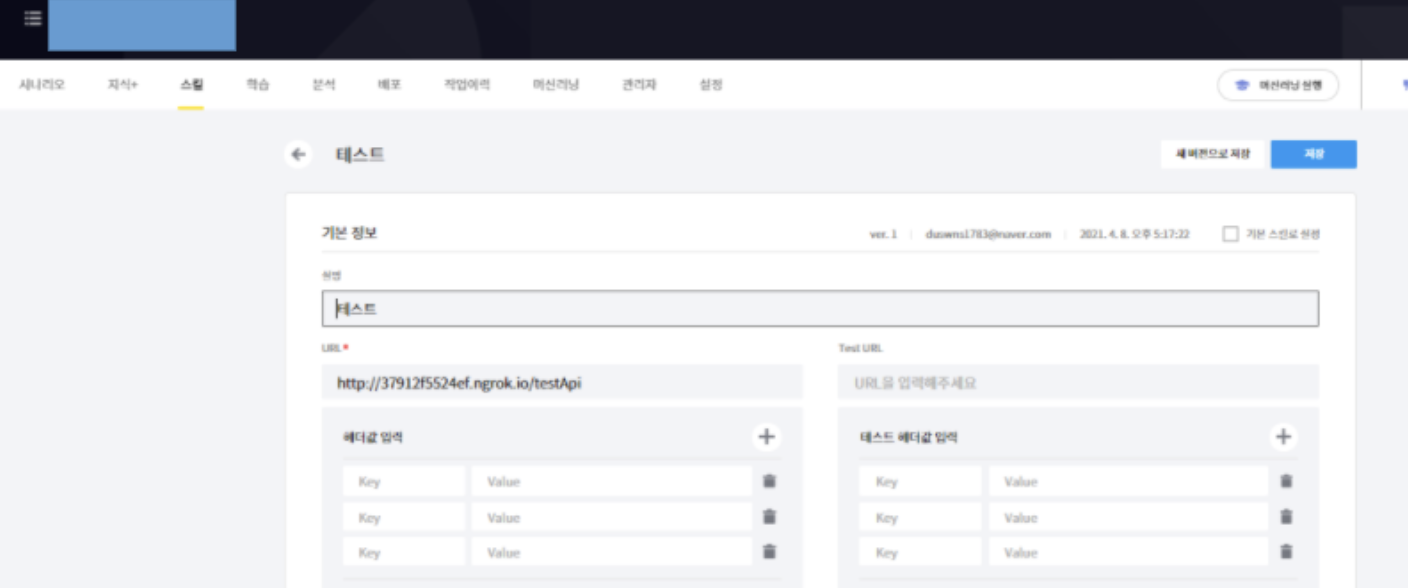 시나리오 지식+ 스킬 학습 분석 배포 작업이력 머신러닝 관리자 설정 머신러닝 실행
테스트 새 버전으로 저장 저장
기본 정보 ver. 1 duswns1783@naver.com 2021. 4. 8. 오후 5:17:22 기본 스킬로 설정
설명
테스트
URL * Test URL
http://37912f5524ef.ngrok.io/testApi URL을 입력해주세요
헤더값 입력 테스트 헤더값 입력
Key Value Key Value
Key Value Key Value
Key Value Key Value